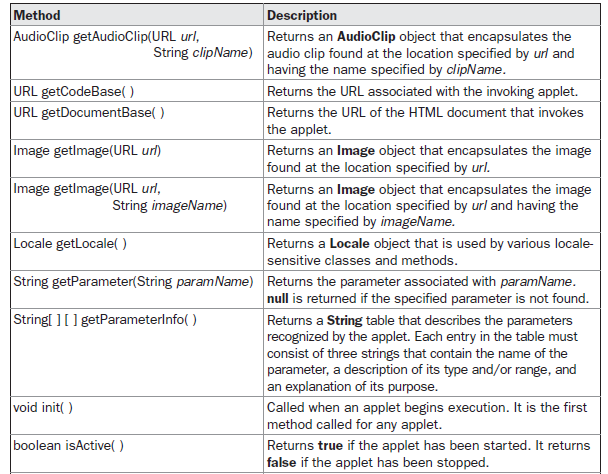 Method Description
AudioClip getAudioClip(URL url, Returns an AudioClip object that encapsulates the
String clipName) audio clip found at the location specified by url and
having the name specified by clipName.
URL getCodeBase( ) Returns the URL associated with the invoking applet.
URL getDocumentBase( ) Returns the URL of the HTML document that invokes
the applet.
Image getImage(URL url) Returns an Image object that encapsulates the image
found at the location specified by url.
Image getImage(URL url, Returns an Image object that encapsulates the image
String imageName) found at the location specified by url and having the
name specified by imageName.
Locale getLocale( ) Returns a Locale object that is used by various locale-
sensitive classes and methods.
String getParameter(String paramName) Returns the parameter associated with paramName.
null is returned if the specified parameter is not found.
String[ ] [ ] getParameterInfo( ) Returns a String table that describes the parameters
recognized by the applet. Each entry in the table must
consist of three strings that contain the name of the
parameter, a description of its type and/or range, and
an explanation of its purpose.
void init( ) Called when an applet begins execution. It is the first
method called for any applet.
boolean isActive( ) Returns true if the applet has been started. It returns
false if the applet has been stopped.